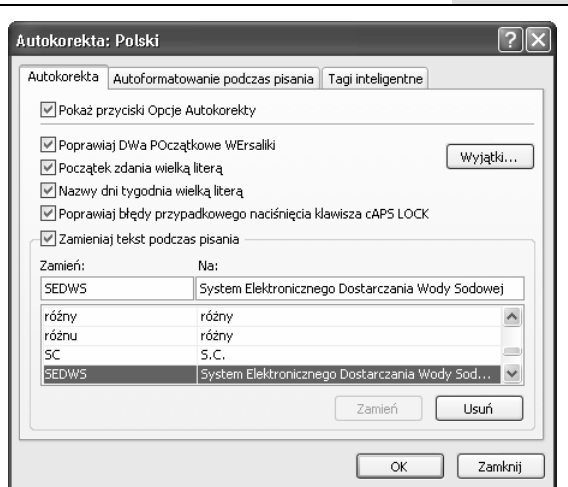 Autokorekta: Polski
Autokorekta Autoformatowanie podczas pisania Tagi inteligentne
Pokaż przyciski Opcje Autokorekty
Poprawiaj DWa POczątkowe WErsaliki
Wyjątki...
Początek zdania wielką literą
Nazwy dni tygodnia wielką literą
Poprawiaj błędy przypadkowego naciśnięcia klawisza cAPS LOCK
Zamieniaj tekst podczas pisania
Zamień: Na:
SEDWS System Elektronicznego Dostarczania Wody Sodowej
różny różny
różnu różny
SC S.C.
SEDWS System Elektronicznego Dostarczania Wody Sod...
Zamień Usuń
OK Zamknij